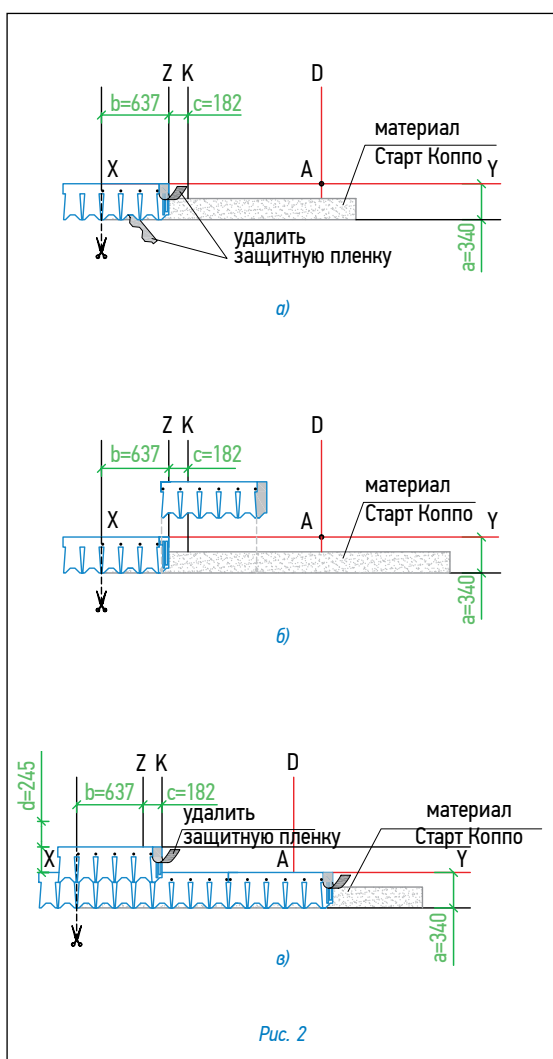 D
Z K
b=637 c=182
материал
Старт Коппо
X A Y
удалить
защитную пленку
a=340
а)
D
Z K
b=637 c=182
материал
Старт Коппо
X A Y
a=340
б)
D
Z K
d=245
b=637 c=182
удалить
защитную пленку
материал
Старт Коппо
X A Y
a=340
в)
Рис. 2